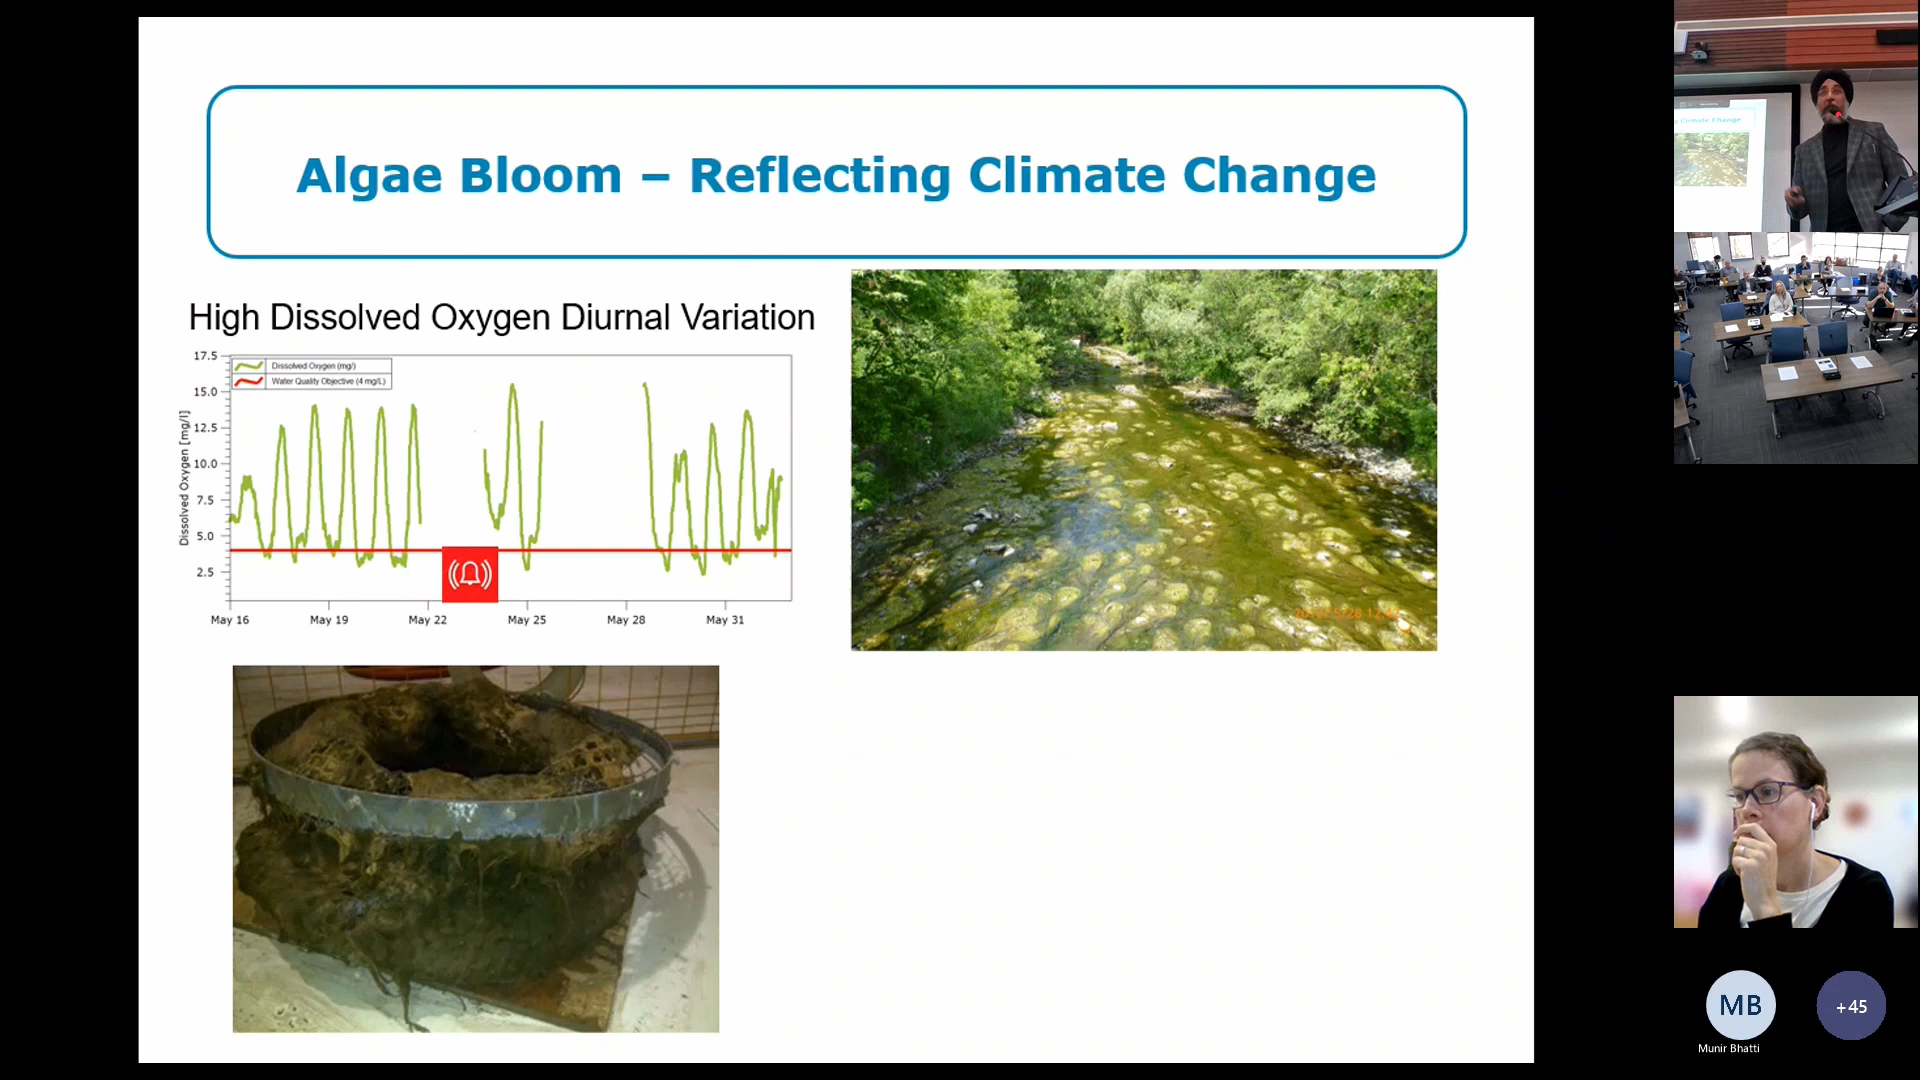 Algae Bloom – Reflecting Climate Change
High Dissolved Oxygen Diurnal Variation
Dissolved Oxygen (mg/)
Water Quality Objective (4 mg/L)
Dissolved Oxygen [mg/l]
17.5
15.0
12.5
10.0
7.5
5.0
2.5
May 16
May 19
May 22
May 25
May 28
May 31
Climate Change
MB
+45
Munir Bhatti